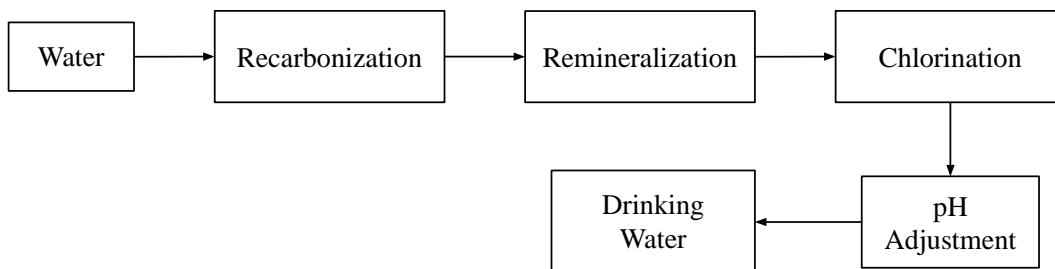 Water
Recarbonization
Remineralization
Chlorination
Drinking
Water
pH
Adjustment